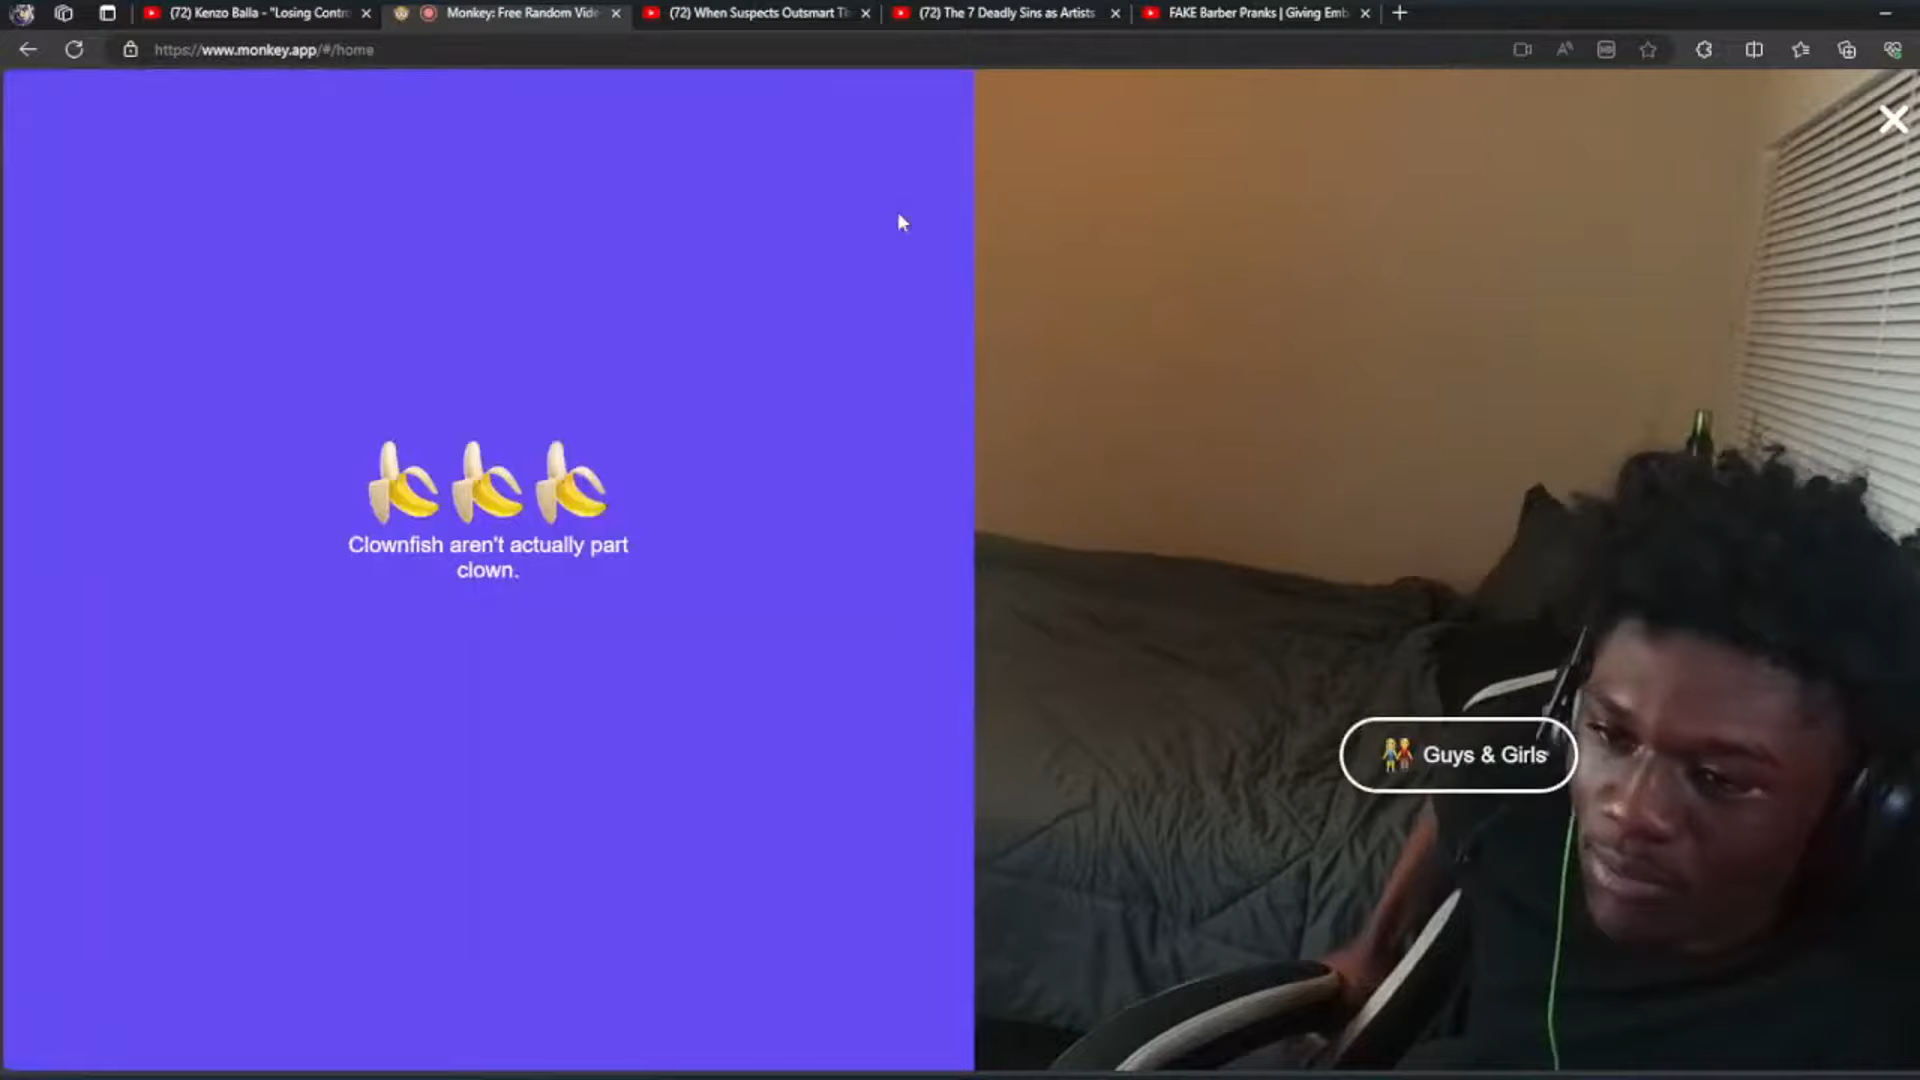 (72) Kenzo Balla - "Losing Contr
Monkey: Free Random Vide
(72) When Suspects Outsmart Th
(72) The 7 Deadly Sins as Artists
FAKE Barber Pranks | Giving Emb
https://www.monkey.app/#/home
Clownfish aren't actually part
clown.
Guys & Girls